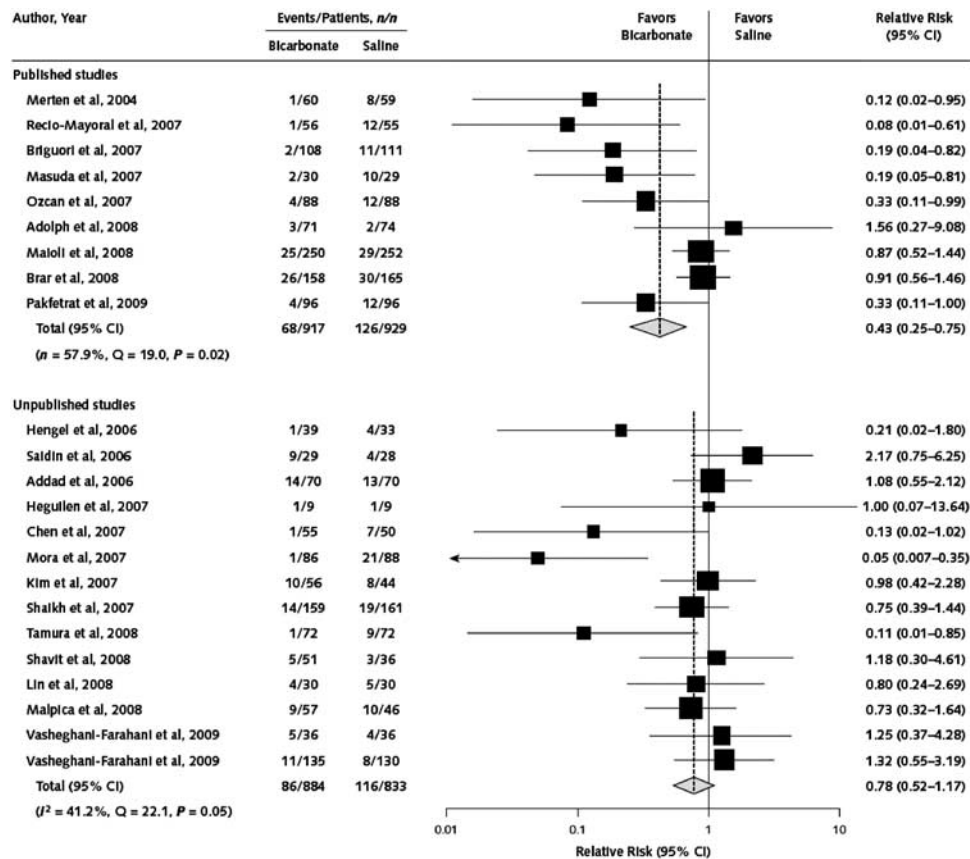 Author, Year Events/Patients, n/n Favors Bicarbonate Favors Saline Relative Risk (95% CI)
Bicarbonate Saline
Published studies
Merten et al, 2004 1/60 8/59 0.12 (0.02–0.95)
Recio-Mayoral et al, 2007 1/56 12/55 0.08 (0.01–0.61)
Briguori et al, 2007 2/108 11/111 0.19 (0.04–0.82)
Masuda et al, 2007 2/30 10/29 0.19 (0.05–0.81)
Ozcan et al, 2007 4/88 12/88 0.33 (0.11–0.99)
Adolph et al, 2008 3/71 2/74 1.56 (0.27–9.08)
Maioli et al, 2008 25/250 29/252 0.87 (0.52–1.44)
Brar et al, 2008 26/158 30/165 0.91 (0.56–1.46)
Pakfetrat et al, 2009 4/96 12/96 0.33 (0.11–1.00)
Total (95% CI) 68/917 126/929 0.43 (0.25–0.75)
(n = 57.9%, Q = 19.0, P = 0.02)
Unpublished studies
Hengel et al, 2006 1/39 4/33 0.21 (0.02–1.80)
Saidin et al, 2006 9/29 4/28 2.17 (0.75–6.25)
Addad et al, 2006 14/70 13/70 1.08 (0.55–2.12)
Heguilen et al, 2007 1/9 1/9 1.00 (0.07–13.64)
Chen et al, 2007 1/55 7/50 0.13 (0.02–1.02)
Mora et al, 2007 1/86 21/88 0.05 (0.007–0.35)
Kim et al, 2007 10/56 8/44 0.98 (0.42–2.28)
Shaikh et al, 2007 14/159 19/161 0.75 (0.39–1.44)
Tamura et al, 2008 1/72 9/72 0.11 (0.01–0.85)
Shavit et al, 2008 5/51 3/36 1.18 (0.30–4.61)
Lin et al, 2008 4/30 5/30 0.80 (0.24–2.69)
Malpica et al, 2008 9/57 10/46 0.73 (0.32–1.64)
Vasheghani-Farahani et al, 2009 5/36 4/36 1.25 (0.37–4.28)
Vasheghani-Farahani et al, 2009 11/135 8/130 1.32 (0.55–3.19)
Total (95% CI) 86/884 116/833 0.78 (0.52–1.17)
(I² = 41.2%, Q = 22.1, P = 0.05)
0.01 0.1 1 10
Relative Risk (95% CI)